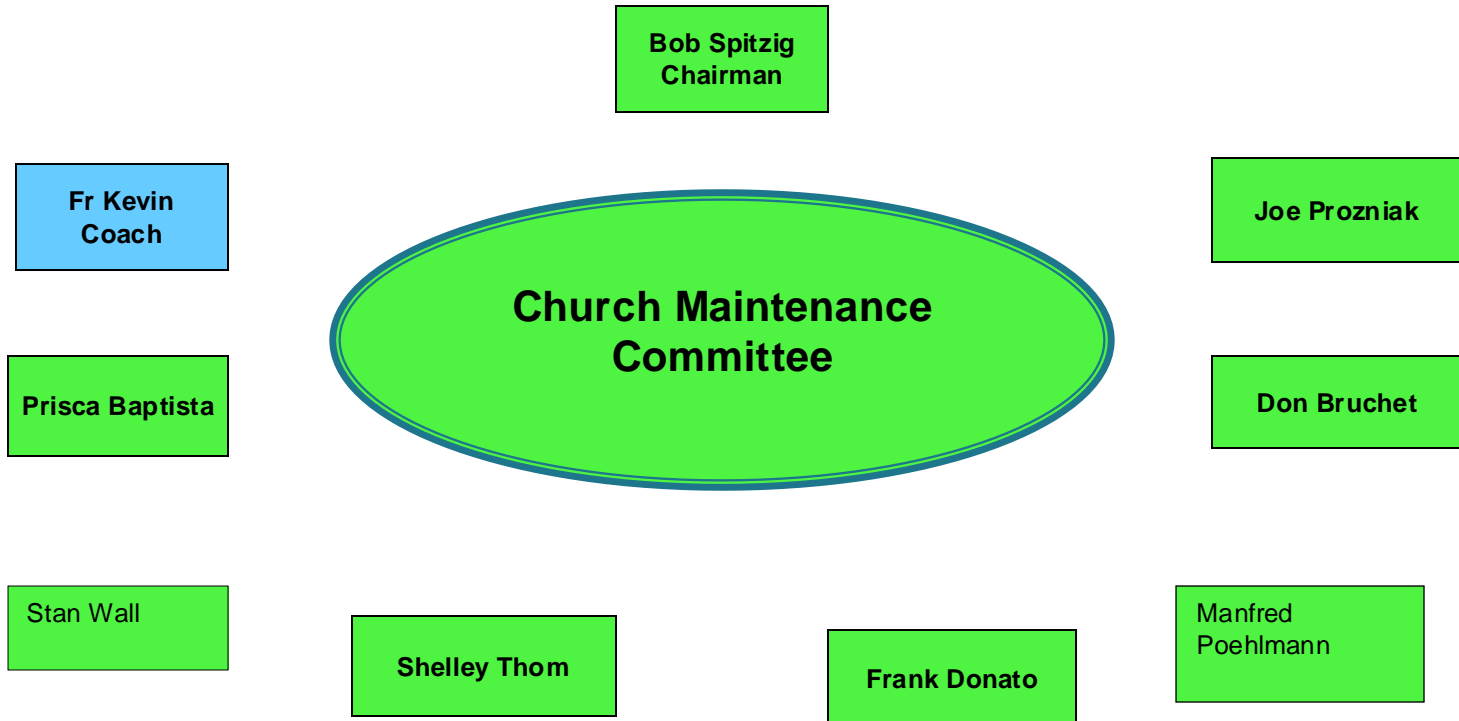 Bob Spitzig
Chairman
Fr Kevin
Coach
Joe Prozniak
Church Maintenance
Committee
Prisca Baptista
Don Bruchet
Stan Wall
Manfred
Poehlmann
Shelley Thom
Frank Donato